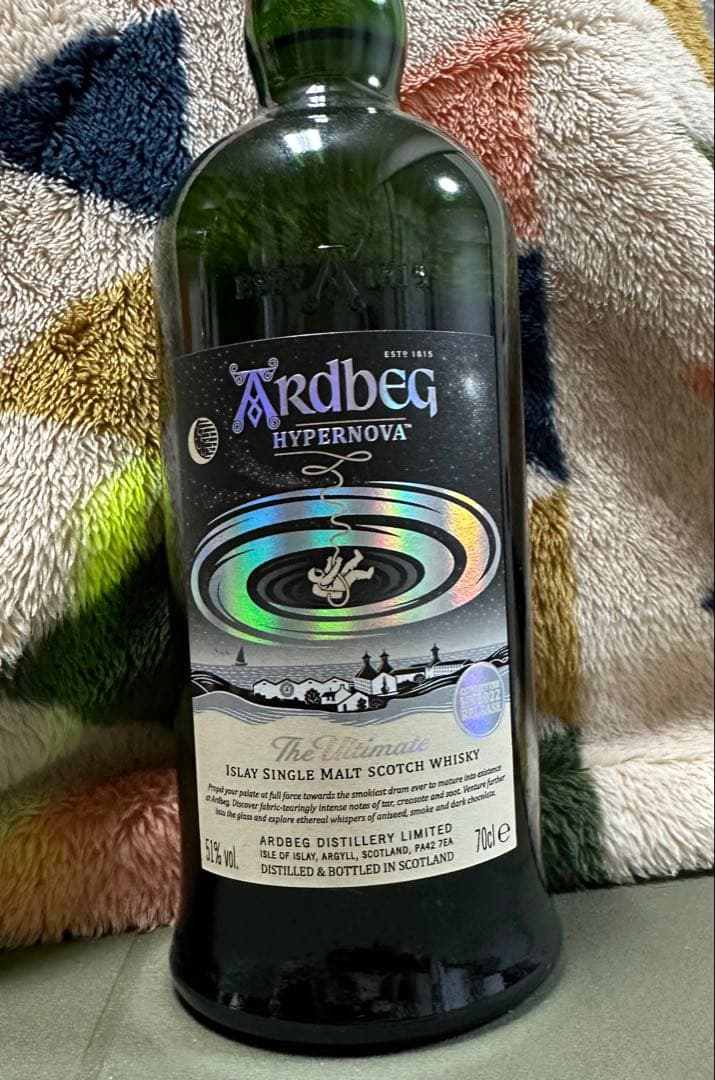 ESTD 1815
ARDBEG
HYPERNOVA™
COMMITTEE
2022
RELEASE
The Ultimate
ISLAY SINGLE MALT SCOTCH WHISKY
Propel your palate at full force towards the smokiest dram ever to mature into existence
at Ardbeg. Discover fabric-tearingly intense notes of tar, creosote and soot. Venture further
into the glass and explore ethereal whispers of aniseed, smoke and dark chocolate.
51% vol.
ARDBEG DISTILLERY LIMITED
ISLE OF ISLAY, ARGYLL, SCOTLAND, PA42 7EA
DISTILLED & BOTTLED IN SCOTLAND
70cl e